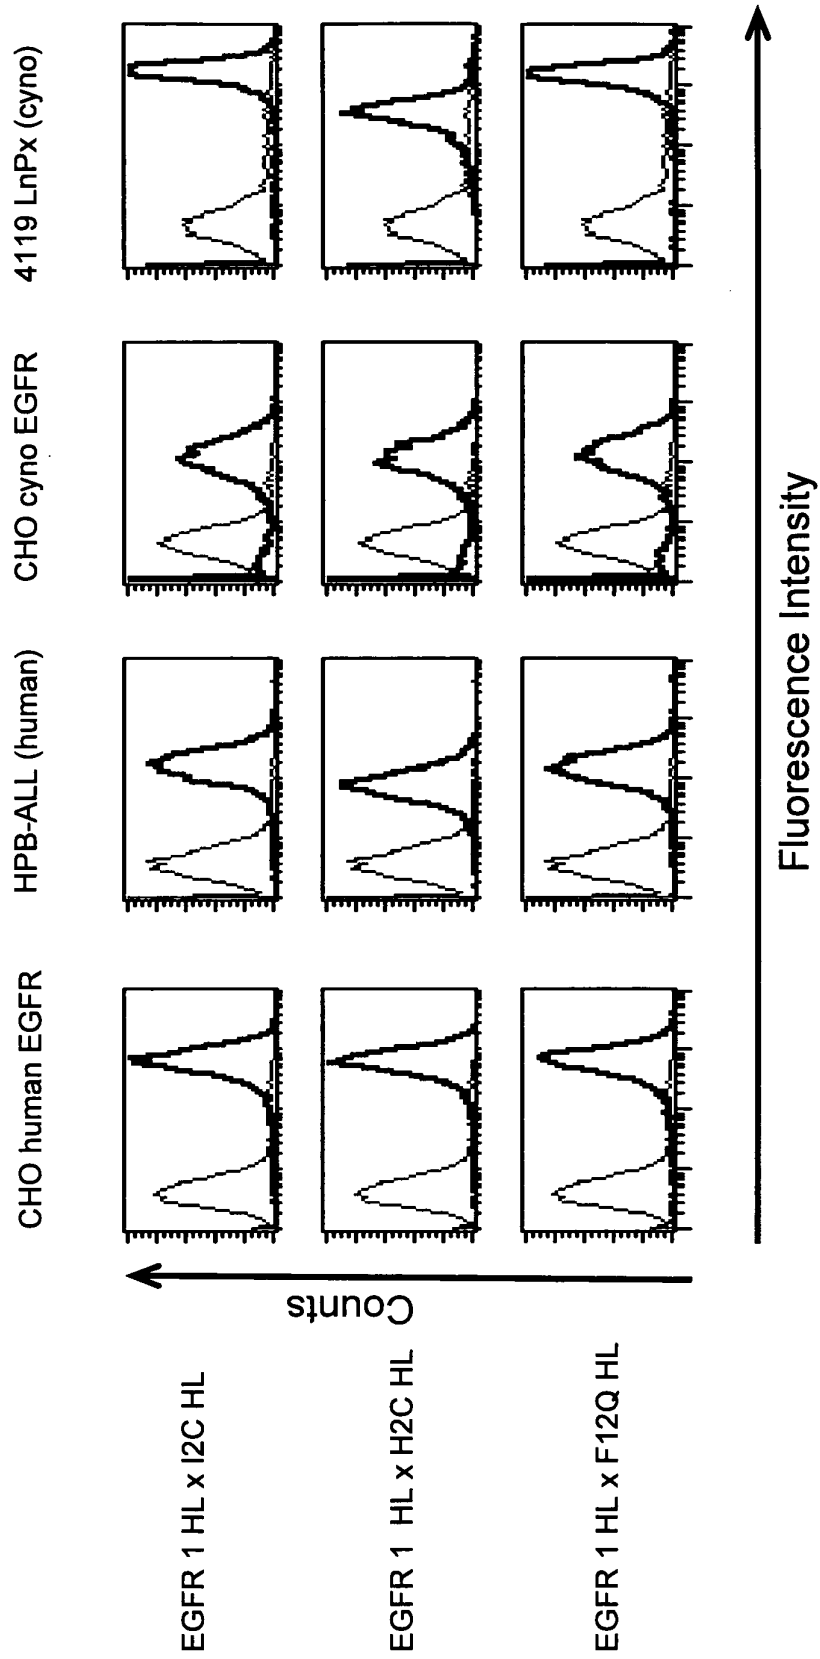 CHO human EGFR
HPB-ALL (human)
CHO cyno EGFR
4119 LnPx (cyno)
EGFR 1 HL x I2C HL
EGFR 1 HL x H2C HL
EGFR 1 HL x F12Q HL
Counts
Fluorescence Intensity